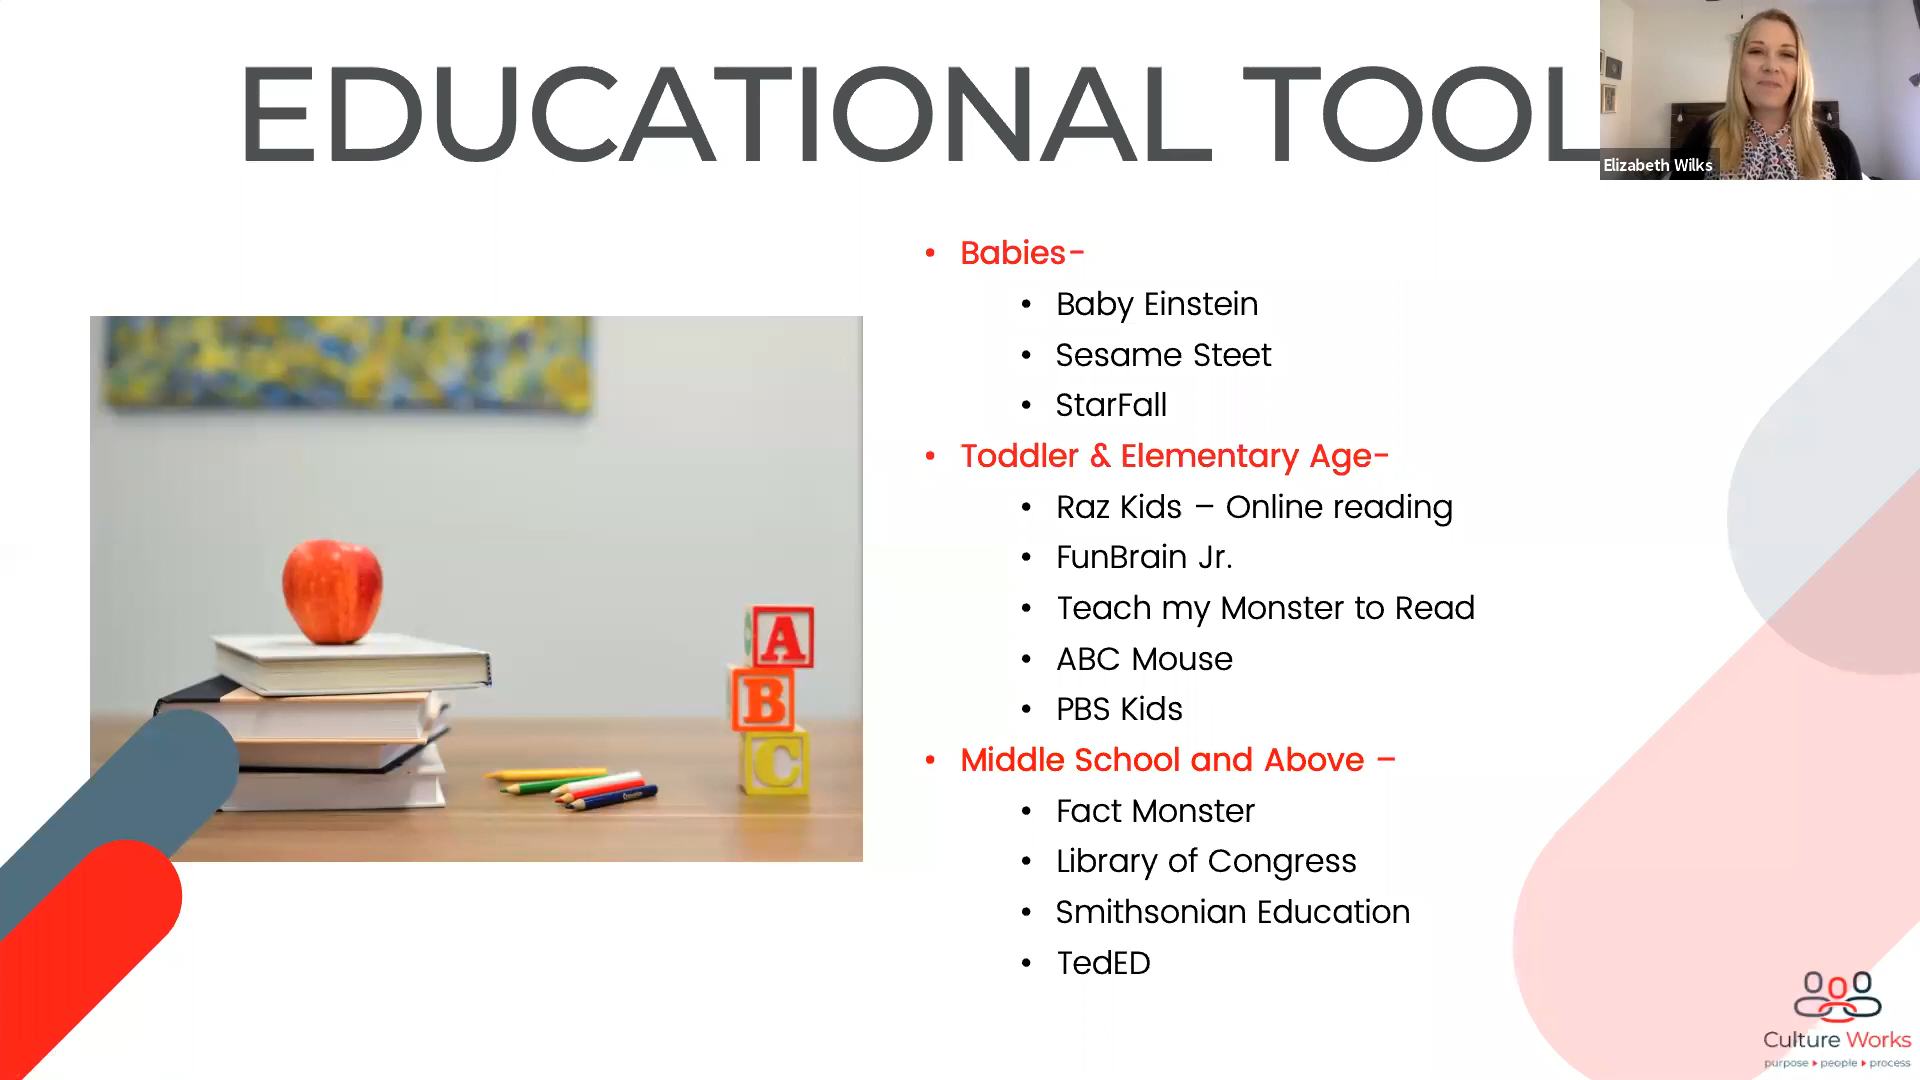 EDUCATIONAL TOOL
Elizabeth Wilks
• Babies-
• Baby Einstein
• Sesame Steet
• StarFall
• Toddler & Elementary Age-
• Raz Kids – Online reading
• FunBrain Jr.
• Teach my Monster to Read
• ABC Mouse
• PBS Kids
• Middle School and Above –
• Fact Monster
• Library of Congress
• Smithsonian Education
• TedED
A
B
C
Culture Works
purpose people process